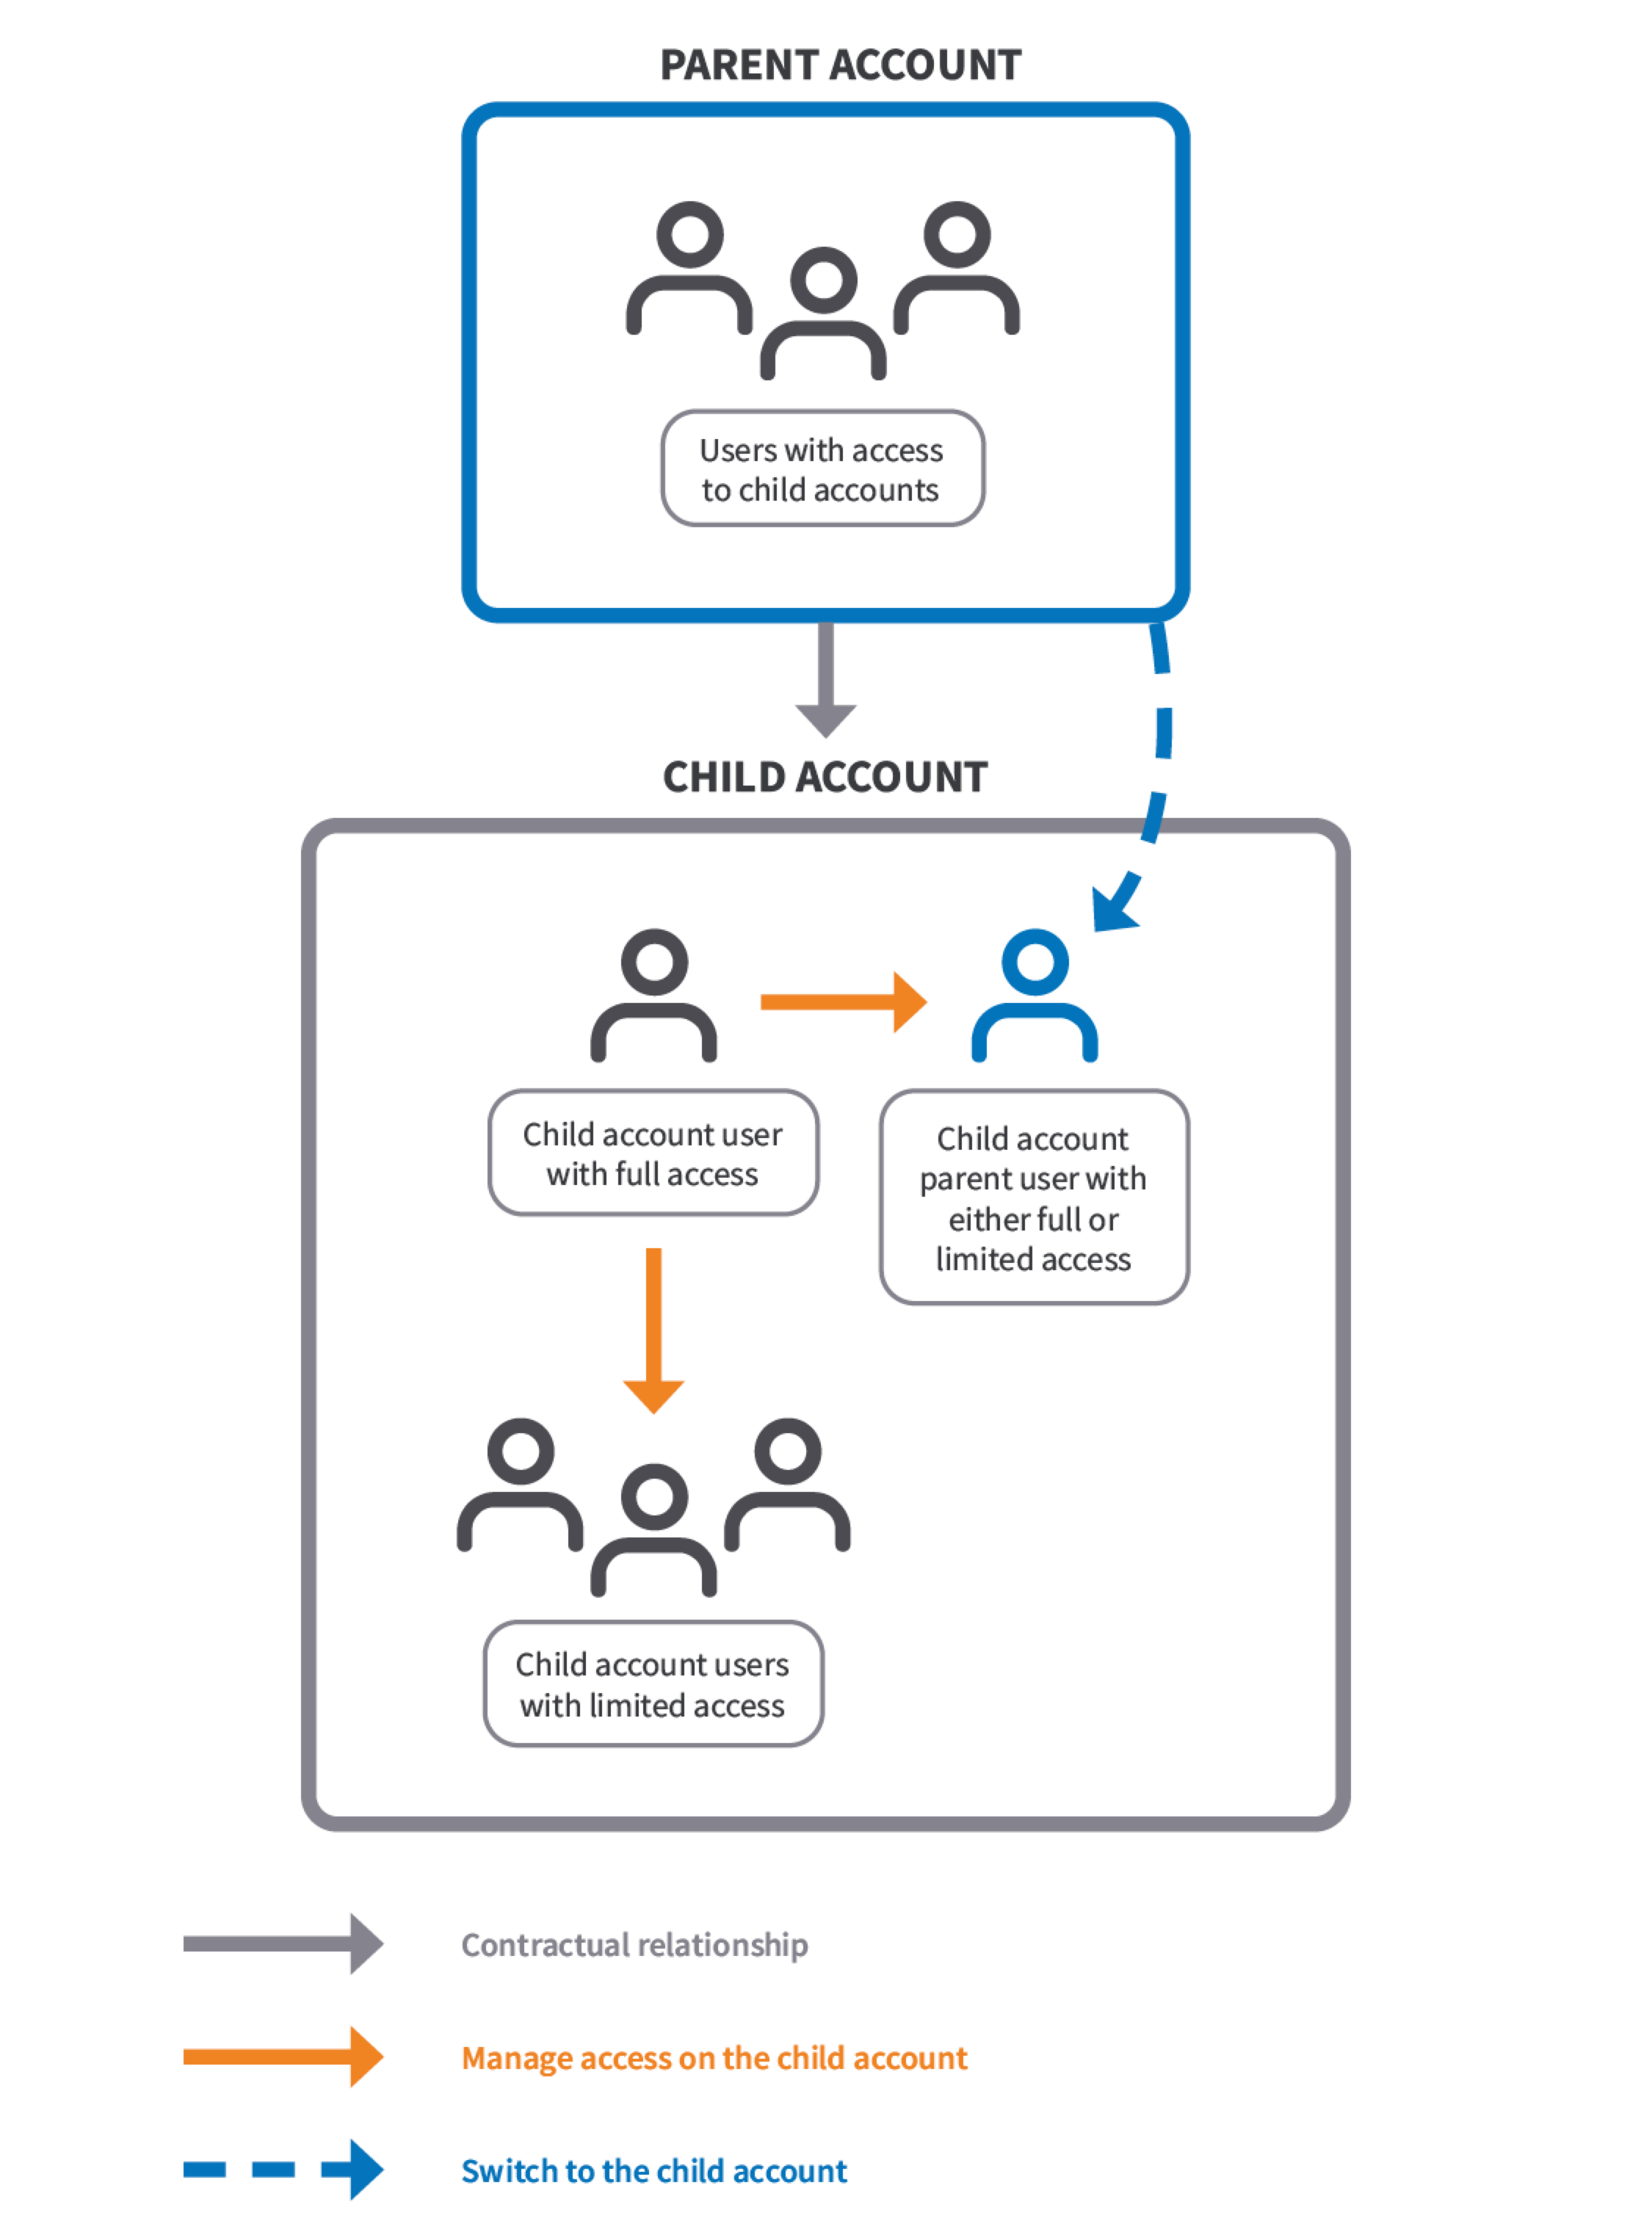 PARENT ACCOUNT
Users with access
to child accounts
CHILD ACCOUNT
Child account user
with full access
Child account
parent user with
either full or
limited access
Child account users
with limited access
Contractual relationship
Manage access on the child account
Switch to the child account